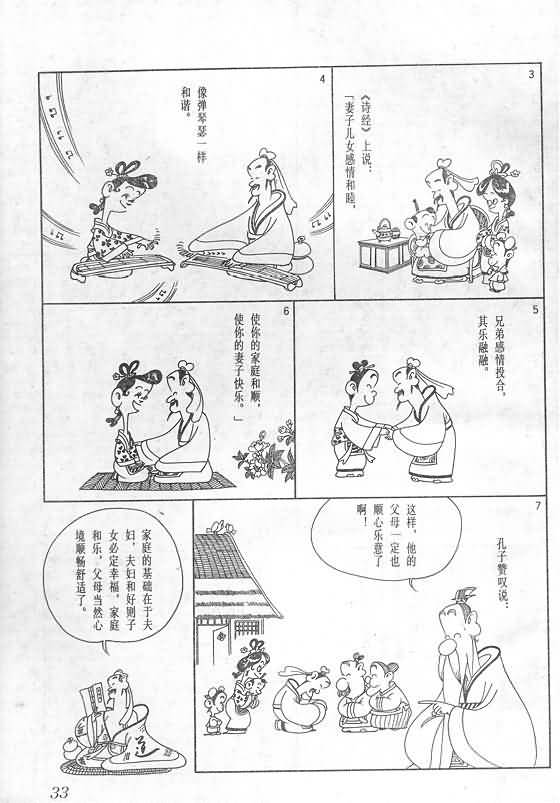 3
《诗经》上说：
「妻子儿女感情和睦，
4
像弹琴瑟一样
和谐。
5
兄弟感情投合，
其乐融融。
6
使你的家庭和顺，
使你的妻子快乐。」
7
孔子赞叹说：
这样，他的
父母一定也
顺心乐意了
啊！
家庭的基础在于夫
妇，夫妇和好则子
女必定幸福，家庭
和乐，父母当然心
境顺畅舒适了。
道
33